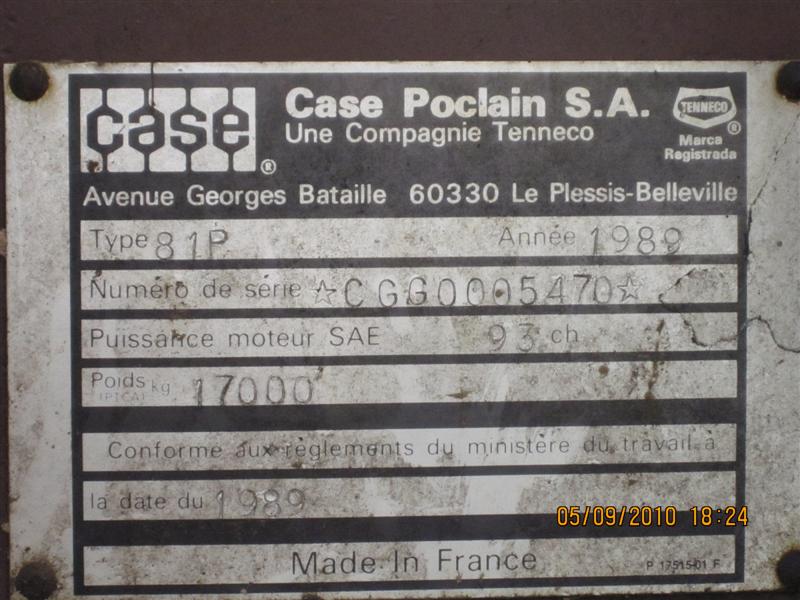 case®
Case Poclain S.A.
Une Compagnie Tenneco
TENNECO®
Marca
Registrada
Avenue Georges Bataille 60330 Le Plessis-Belleville
Type 81P Année 1989
Numéro de série ☆CGG0005470☆
Puissance moteur SAE 93 ch
Poids kg 17000
(PTCA)
Conforme aux règlements du ministère du travail à
la date du 1989
Made In France
P 17515-01 F
05/09/2010 18:24